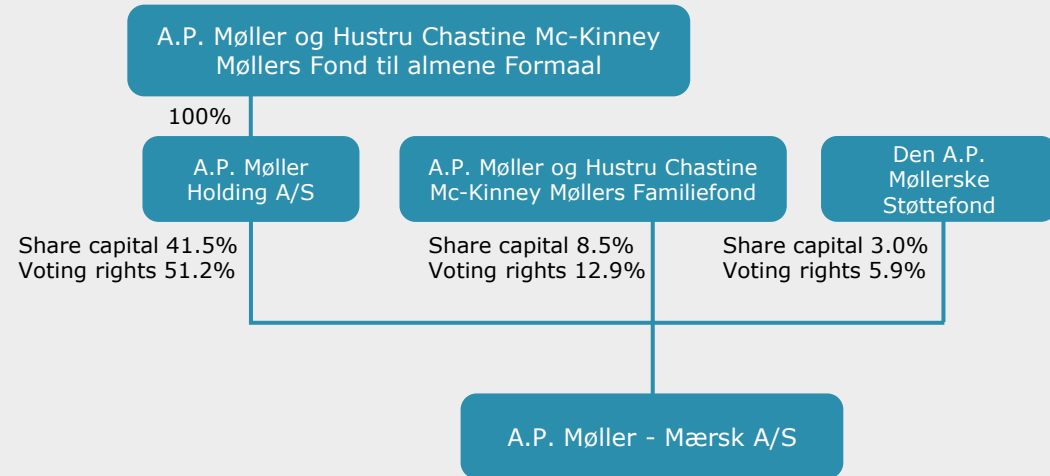 A.P. Møller og Hustru Chastine Mc-Kinney
Møllers Fond til almene Formaal
100%
A.P. Møller
Holding A/S
A.P. Møller og Hustru Chastine
Mc-Kinney Møllers Familiefond
Den A.P.
Møllerske
Støttefond
Share capital 41.5%
Voting rights 51.2%
Share capital 8.5%
Voting rights 12.9%
Share capital 3.0%
Voting rights 5.9%
A.P. Møller - Mærsk A/S